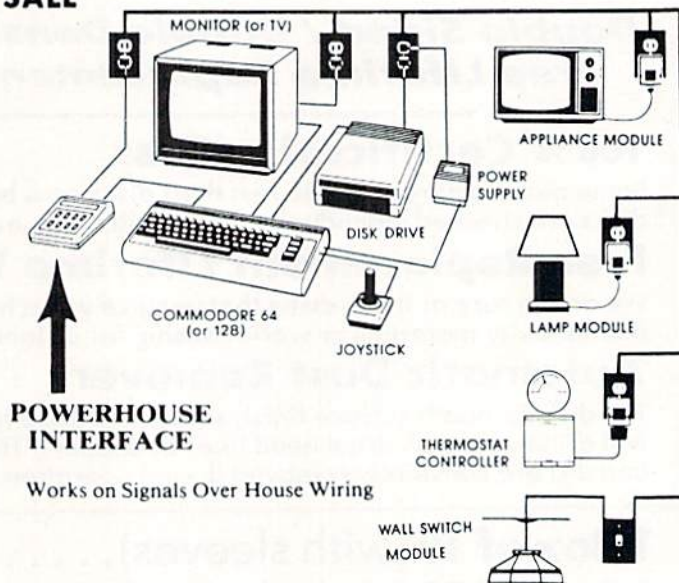 SALE
MONITOR (or TV)
APPLIANCE MODULE
POWER
SUPPLY
DISK DRIVE
COMMODORE 64
(or 128)
JOYSTICK
LAMP MODULE
POWERHOUSE
INTERFACE
Works on Signals Over House Wiring
THERMOSTAT
CONTROLLER
WALL SWITCH
MODULE